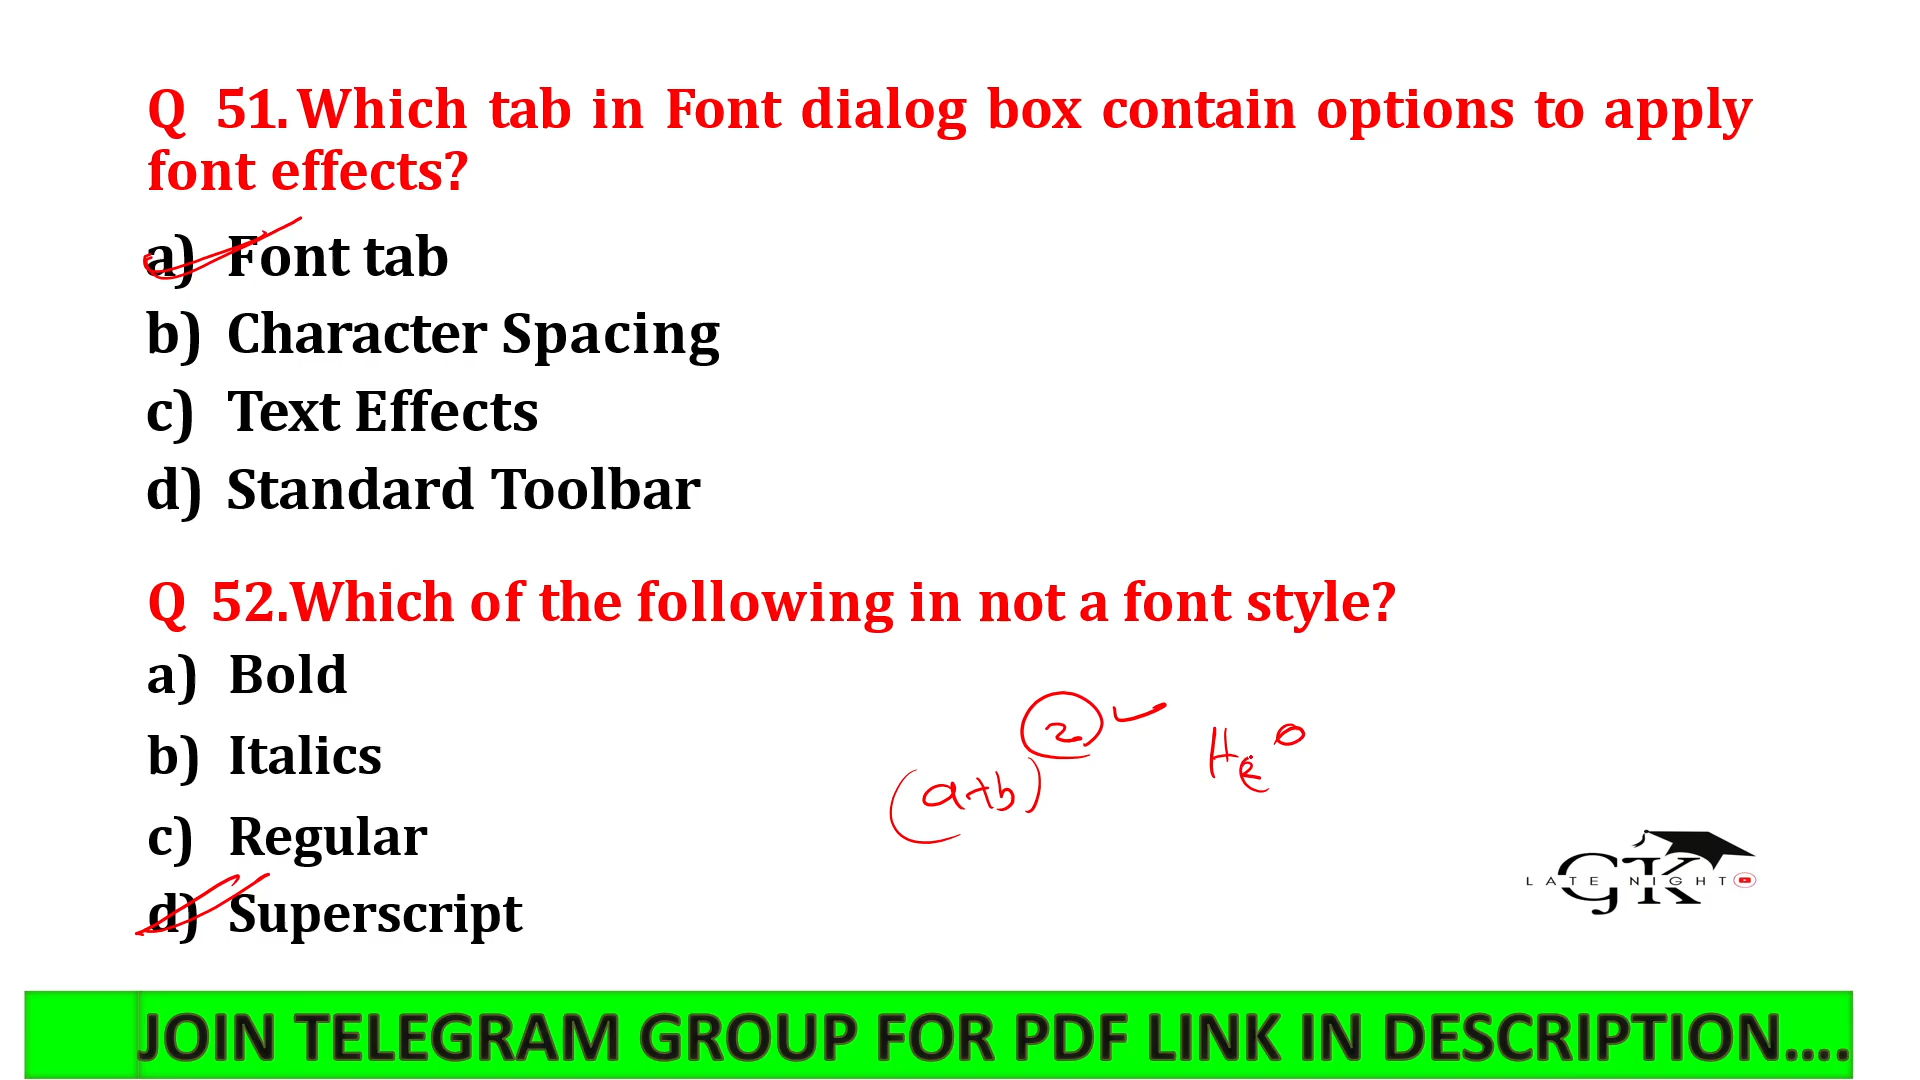 Q 51. Which tab in Font dialog box contain options to apply
font effects?
a) Font tab
b) Character Spacing
c) Text Effects
d) Standard Toolbar
Q 52.Which of the following in not a font style?
a) Bold
b) Italics
c) Regular
d) Superscript
(a+b)²
H₂O
GK
LATE NIGHT
JOIN TELEGRAM GROUP FOR PDF LINK IN DESCRIPTION....